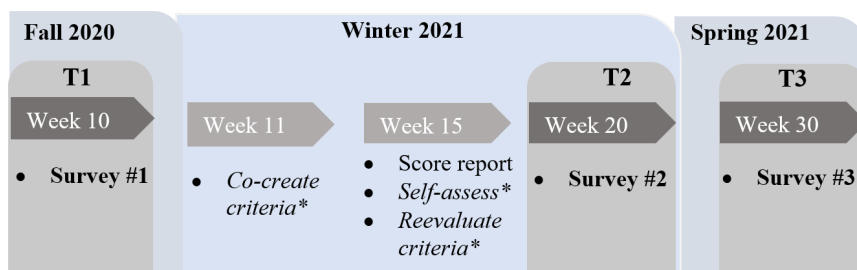 Fall 2020
Winter 2021
Spring 2021
T1
T2
T3
Week 10
Week 11
Week 15
Week 20
Week 30
• Survey #1
• Co-create
criteria*
• Score report
• Self-assess*
• Reevaluate
criteria*
• Survey #2
• Survey #3